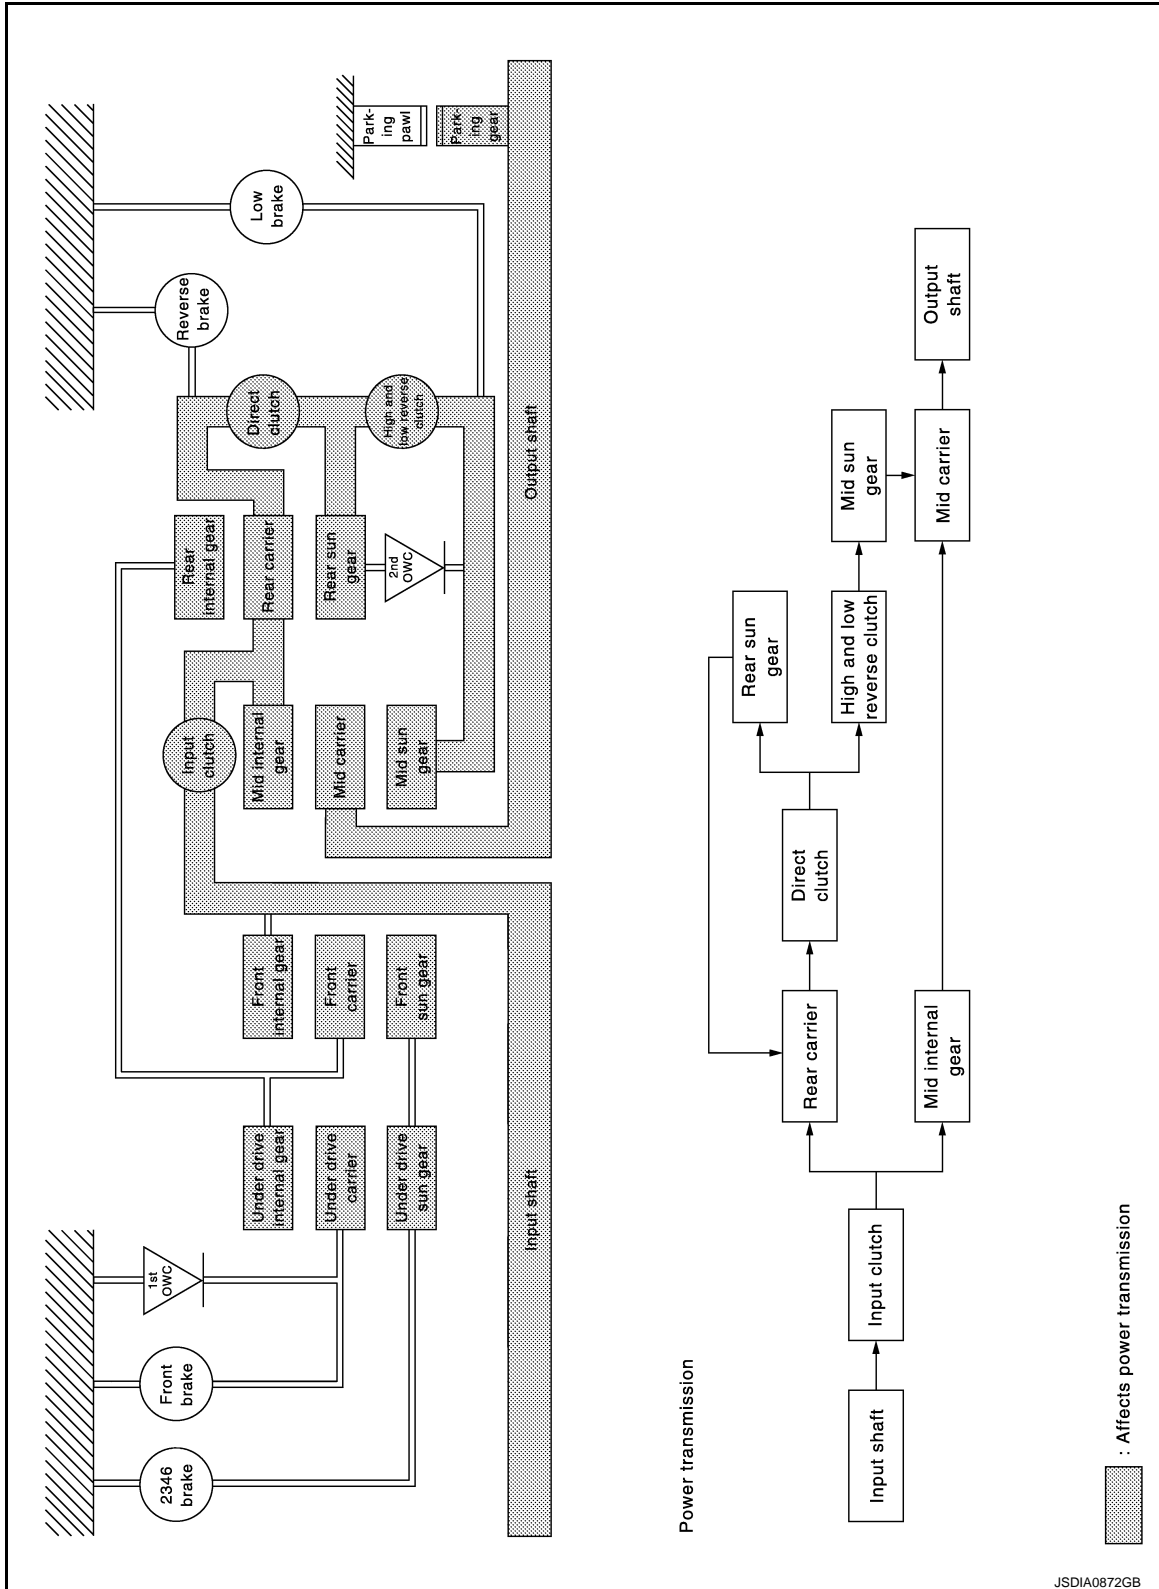 2346
brake
Front
brake
1st
OWC
Under drive
internal gear
Under drive
carrier
Under drive
sun gear
Front
internal gear
Front
carrier
Front
sun gear
Input shaft
Input
clutch
Mid internal
gear
Mid carrier
Mid sun
gear
Rear
internal gear
Rear carrier
Rear sun
gear
2nd
OWC
Direct
clutch
High and
low reverse
clutch
Reverse
brake
Low
brake
Park-
ing
pawl
Park-
ing
gear
Output shaft
Power transmission
Input shaft
Input clutch
Rear carrier
Mid internal
gear
Direct
clutch
Rear sun
gear
High and low
reverse clutch
Mid sun
gear
Mid carrier
Output
shaft
: Affects power transmission
JSDIA0872GB